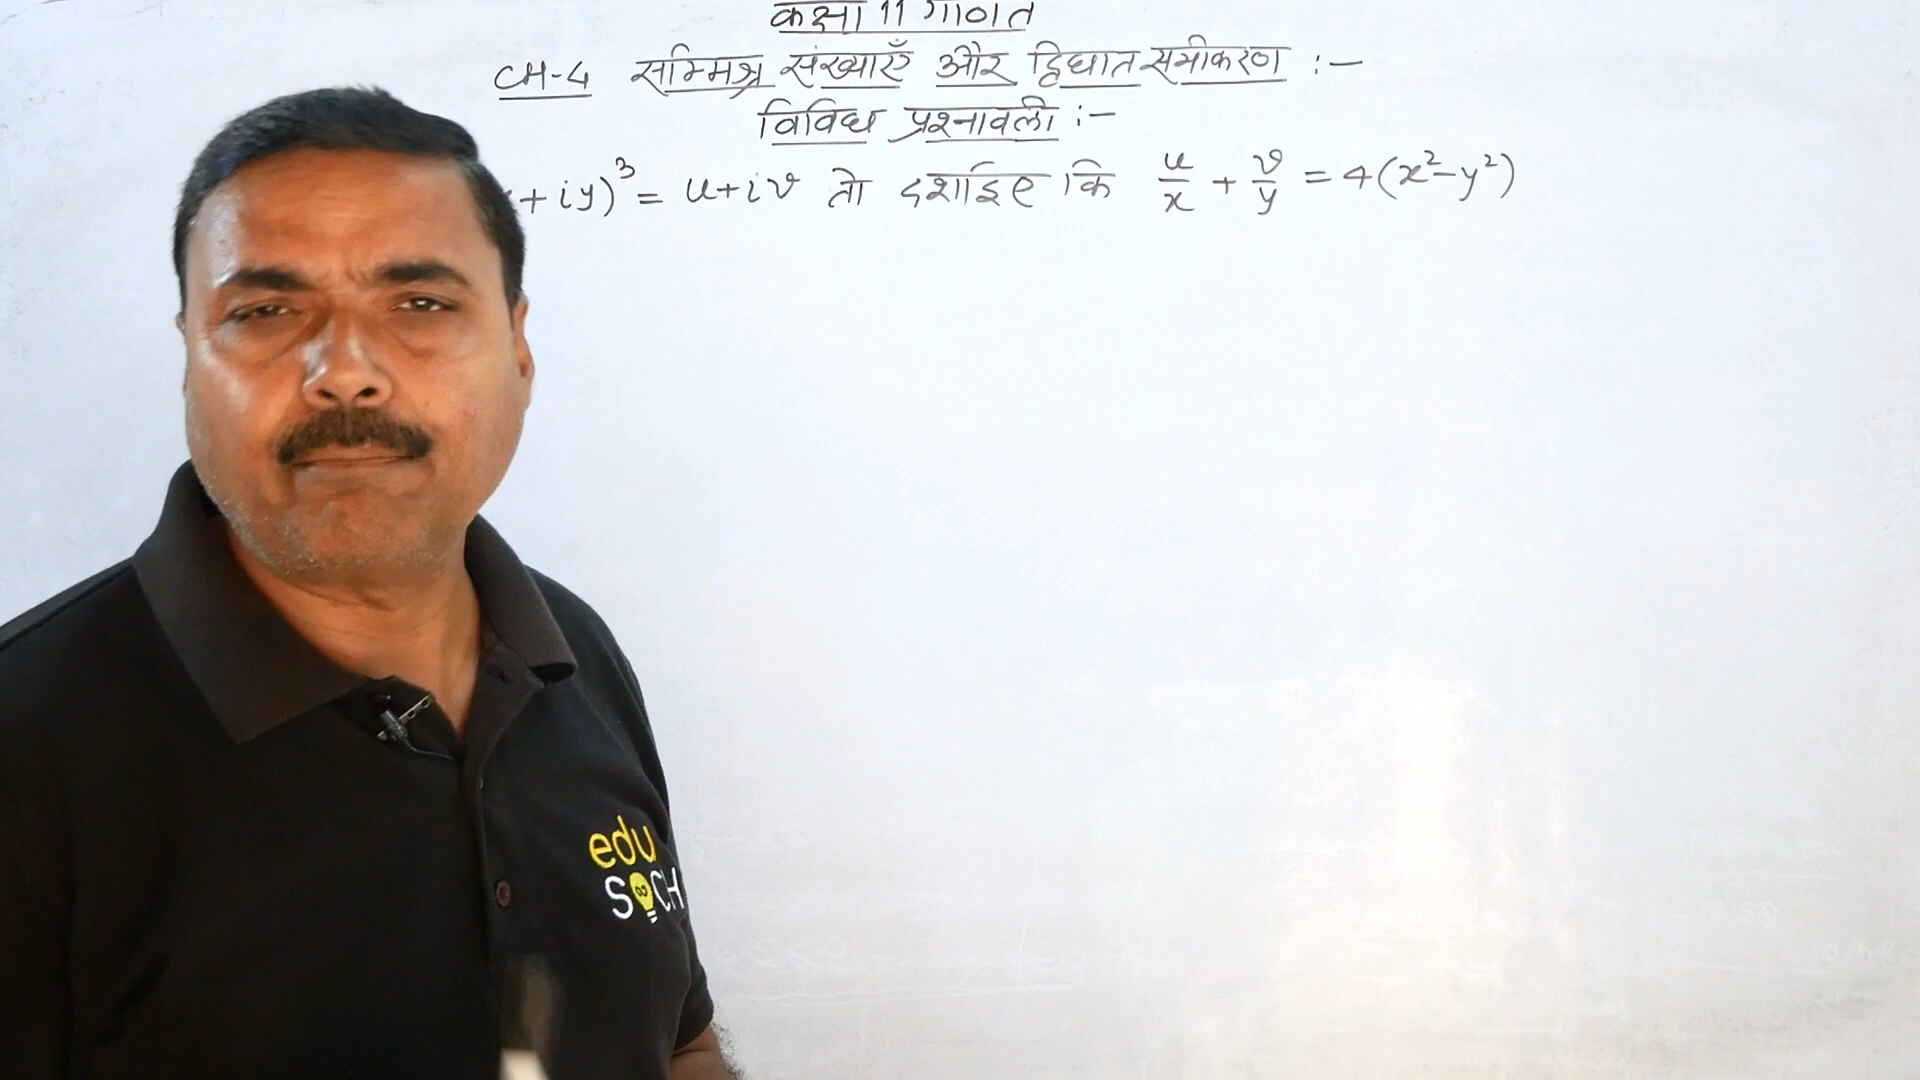 कक्षा 11 गणित
CH-4 सम्मिश्र संख्याएँ और द्विघात समीकरण :-
विविध प्रश्नावली :-
+ iy)³ = u+iv तो दर्शाइए कि u/x + v/y = 4(x²-y²)
edu
SOCH